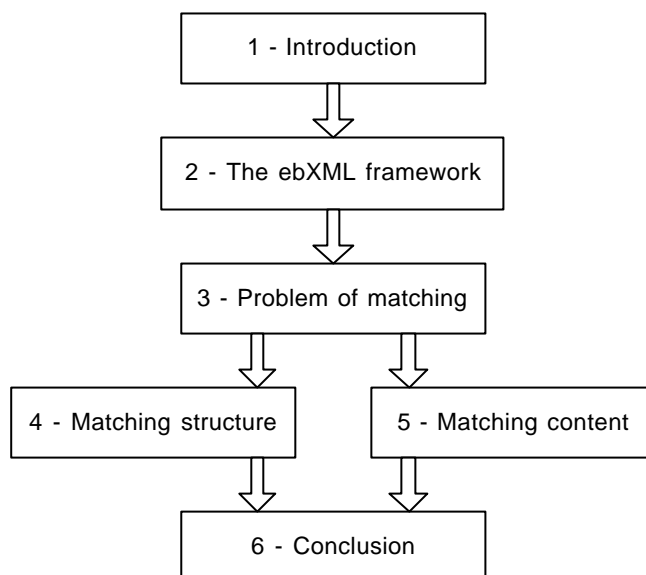 1 - Introduction
2 - The ebXML framework
3 - Problem of matching
4 - Matching structure
5 - Matching content
6 - Conclusion